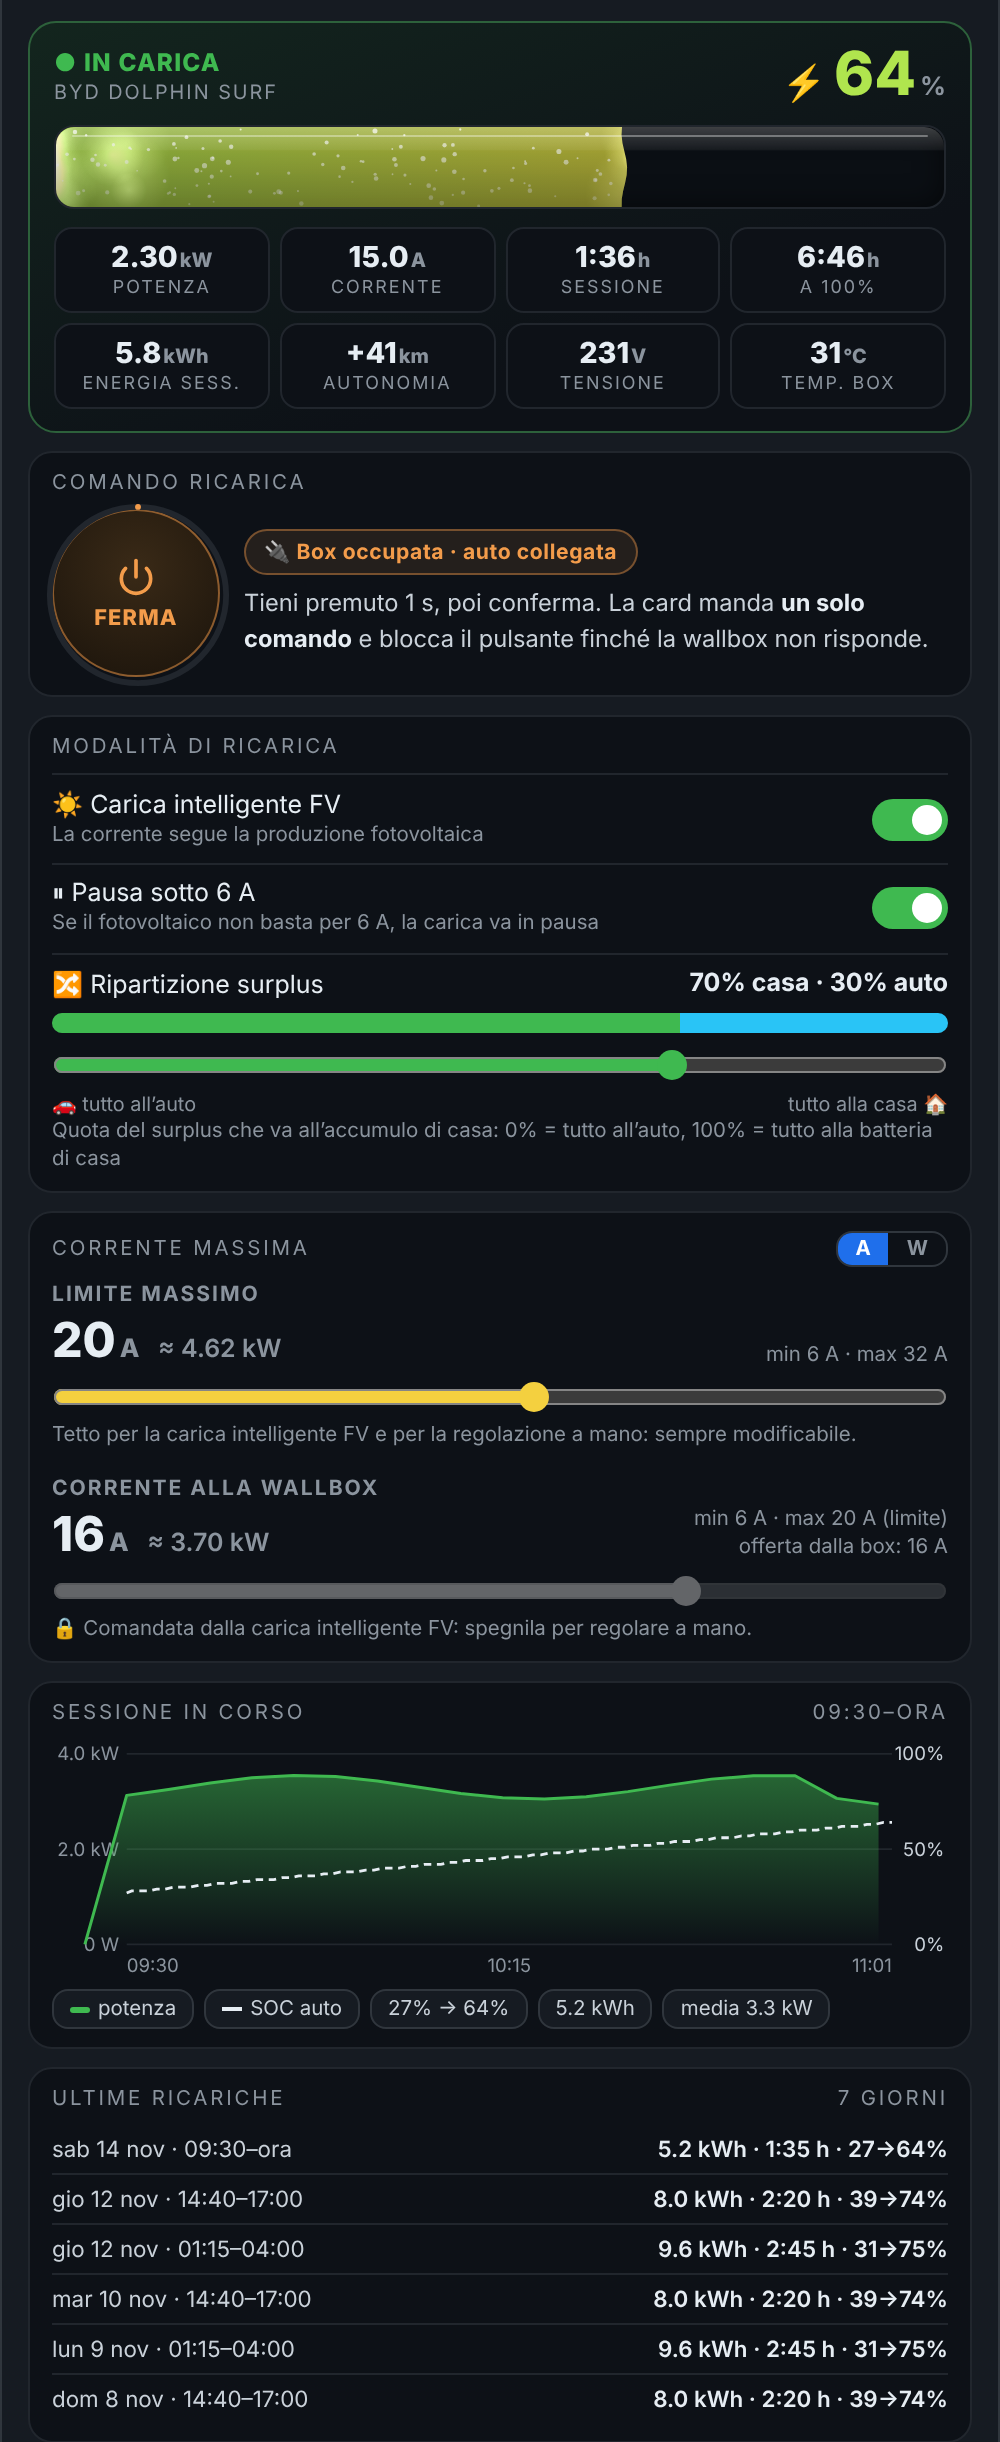 IN CARICA
BYD DOLPHIN SURF
⚡ 64 %
2.30 kW
POTENZA
15.0 A
CORRENTE
1:36 h
SESSIONE
6:46 h
A 100%
5.8 kWh
ENERGIA SESS.
+41 km
AUTONOMIA
231 V
TENSIONE
31 °C
TEMP. BOX
COMANDO RICARICA
FERMA
🔌 Box occupata · auto collegata
Tieni premuto 1 s, poi conferma. La card manda un solo
comando e blocca il pulsante finché la wallbox non risponde.
MODALITÀ DI RICARICA
☀️ Carica intelligente FV
La corrente segue la produzione fotovoltaica
⏸ Pausa sotto 6 A
Se il fotovoltaico non basta per 6 A, la carica va in pausa
🔀 Ripartizione surplus
70% casa · 30% auto
🚗 tutto all’auto
tutto alla casa 🏠
Quota del surplus che va all’accumulo di casa: 0% = tutto all’auto, 100% = tutto alla batteria
di casa
CORRENTE MASSIMA
A W
LIMITE MASSIMO
20 A ≈ 4.62 kW
min 6 A · max 32 A
Tetto per la carica intelligente FV e per la regolazione a mano: sempre modificabile.
CORRENTE ALLA WALLBOX
16 A ≈ 3.70 kW
min 6 A · max 20 A (limite)
offerta dalla box: 16 A
🔒 Comandata dalla carica intelligente FV: spegnila per regolare a mano.
SESSIONE IN CORSO
09:30–ORA
4.0 kW
100%
2.0 kW
50%
0 W
0%
09:30
10:15
11:01
potenza
SOC auto
27% → 64%
5.2 kWh
media 3.3 kW
ULTIME RICARICHE
7 GIORNI
sab 14 nov · 09:30–ora
5.2 kWh · 1:35 h · 27→64%
gio 12 nov · 14:40–17:00
8.0 kWh · 2:20 h · 39→74%
gio 12 nov · 01:15–04:00
9.6 kWh · 2:45 h · 31→75%
mar 10 nov · 14:40–17:00
8.0 kWh · 2:20 h · 39→74%
lun 9 nov · 01:15–04:00
9.6 kWh · 2:45 h · 31→75%
dom 8 nov · 14:40–17:00
8.0 kWh · 2:20 h · 39→74%